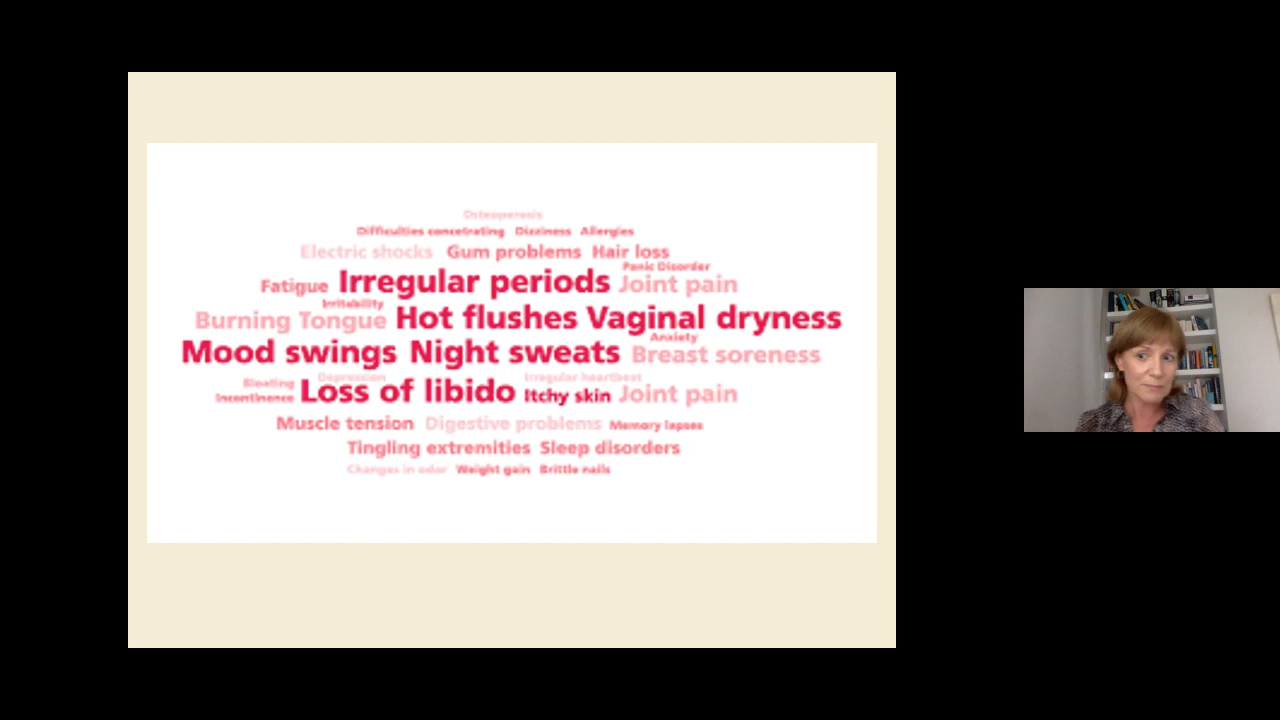 Osteoporosis
Difficulties concetrating Dizziness Allergies
Electric shocks Gum problems Hair loss
Panic Disorder
Fatigue Irregular periods Joint pain
Irritability
Burning Tongue Hot flushes Vaginal dryness
Anxiety
Mood swings Night sweats Breast soreness
Depression Irregular heartbeat
Bloating
Loss of libido Itchy skin Joint pain
Incontinence
Muscle tension Digestive problems Memory lapses
Tingling extremities Sleep disorders
Changes in odor Weight gain Brittle nails